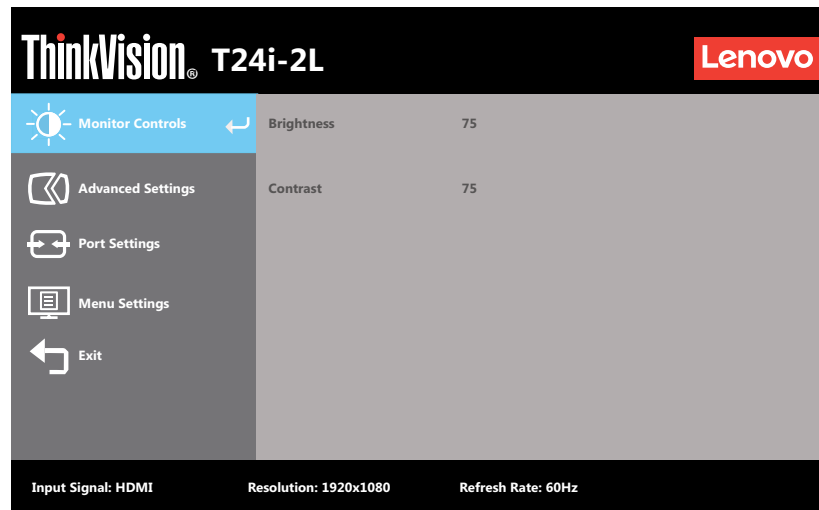 ThinkVision® T24i-2L
Lenovo
Monitor Controls Brightness 75
Advanced Settings Contrast 75
Port Settings
Menu Settings
Exit
Input Signal: HDMI Resolution: 1920x1080 Refresh Rate: 60Hz